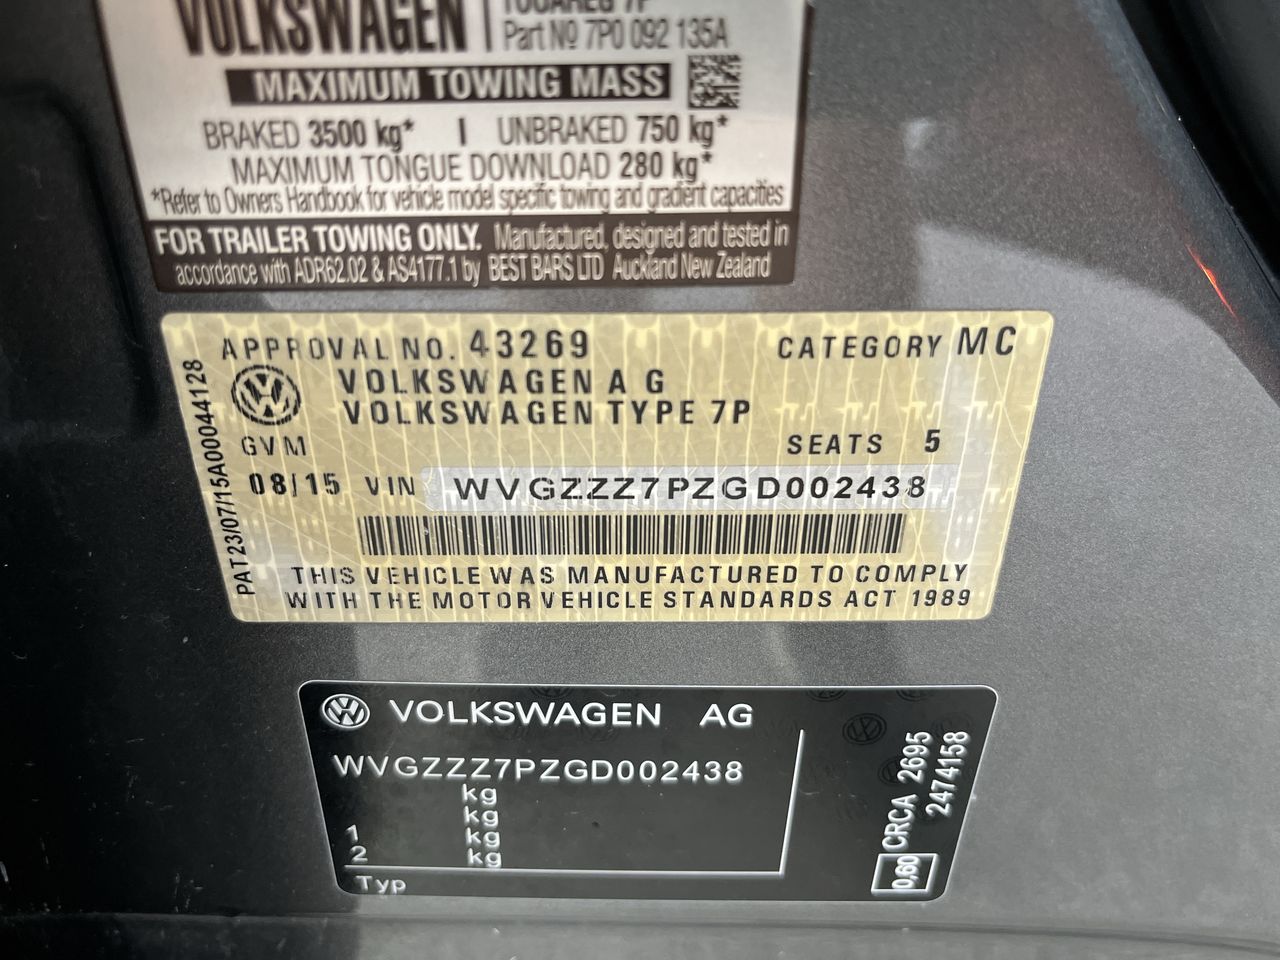 VOLKSWAGEN
TOUAREG 7P
Part Nº 7P0 092 135A
MAXIMUM TOWING MASS
BRAKED 3500 kg* | UNBRAKED 750 kg*
MAXIMUM TONGUE DOWNLOAD 280 kg*
*Refer to Owners Handbook for vehicle model specific towing and gradient capacities
FOR TRAILER TOWING ONLY. Manufactured, designed and tested in
accordance with ADR62.02 & AS4177.1 by BEST BARS LTD Auckland New Zealand
APPROVAL NO. 43269 CATEGORY MC
VOLKSWAGEN AG
VOLKSWAGEN TYPE 7P
GVM SEATS 5
08/15 VIN WVGZZZ7PZGD002438
THIS VEHICLE WAS MANUFACTURED TO COMPLY
WITH THE MOTOR VEHICLE STANDARDS ACT 1989
PAT23/07/15A00044128
VOLKSWAGEN AG
WVGZZZ7PZGD002438
kg
kg
1 kg
2 kg
Typ
0,60 CRCA 2695
2474158